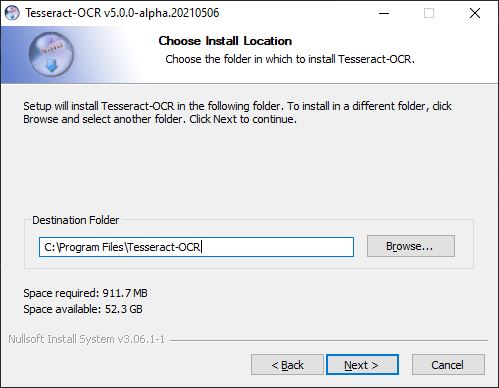 Tesseract-OCR v5.0.0-alpha.20210506
Choose Install Location
Choose the folder in which to install Tesseract-OCR.
Setup will install Tesseract-OCR in the following folder. To install in a different folder, click
Browse and select another folder. Click Next to continue.
Destination Folder
C:\Program Files\Tesseract-OCR
Browse...
Space required: 911.7 MB
Space available: 52.3 GB
Nullsoft Install System v3.06.1-1
< Back
Next >
Cancel